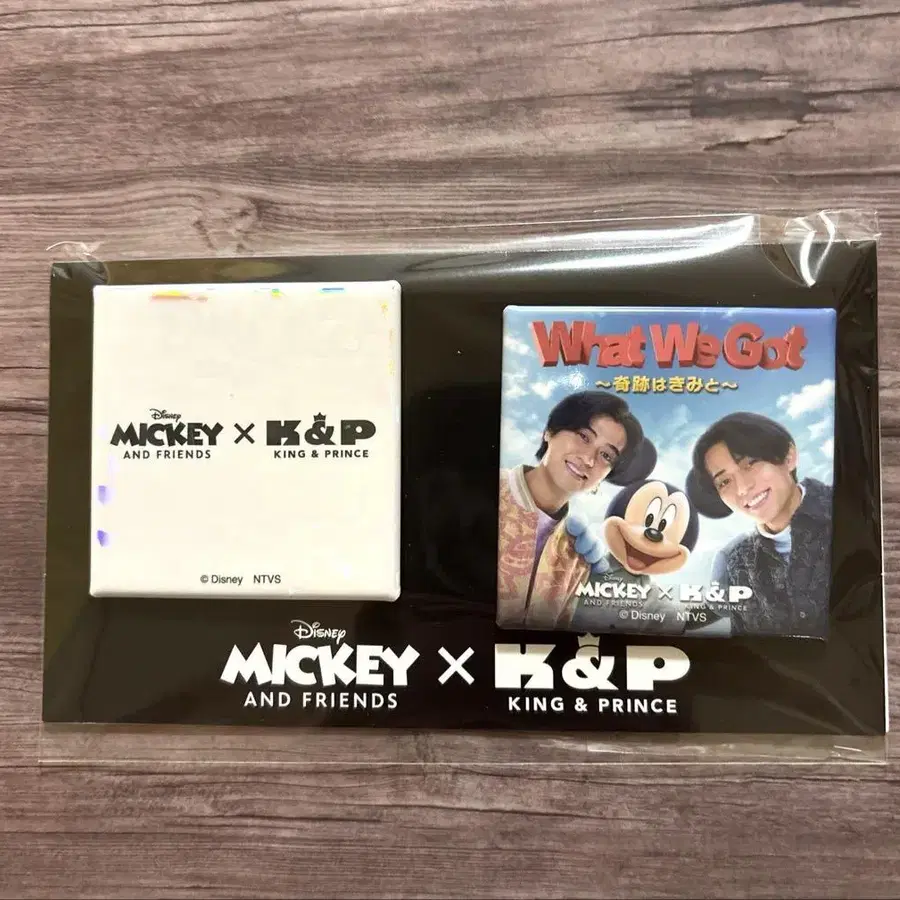 Disney
MICKEY × K&P
AND FRIENDS KING & PRINCE
© Disney NTVS
What We Got
～奇跡はきみと～
Disney
MICKEY × K&P
AND FRIENDS KING & PRINCE
© Disney NTVS
Disney
MICKEY × K&P
AND FRIENDS KING & PRINCE